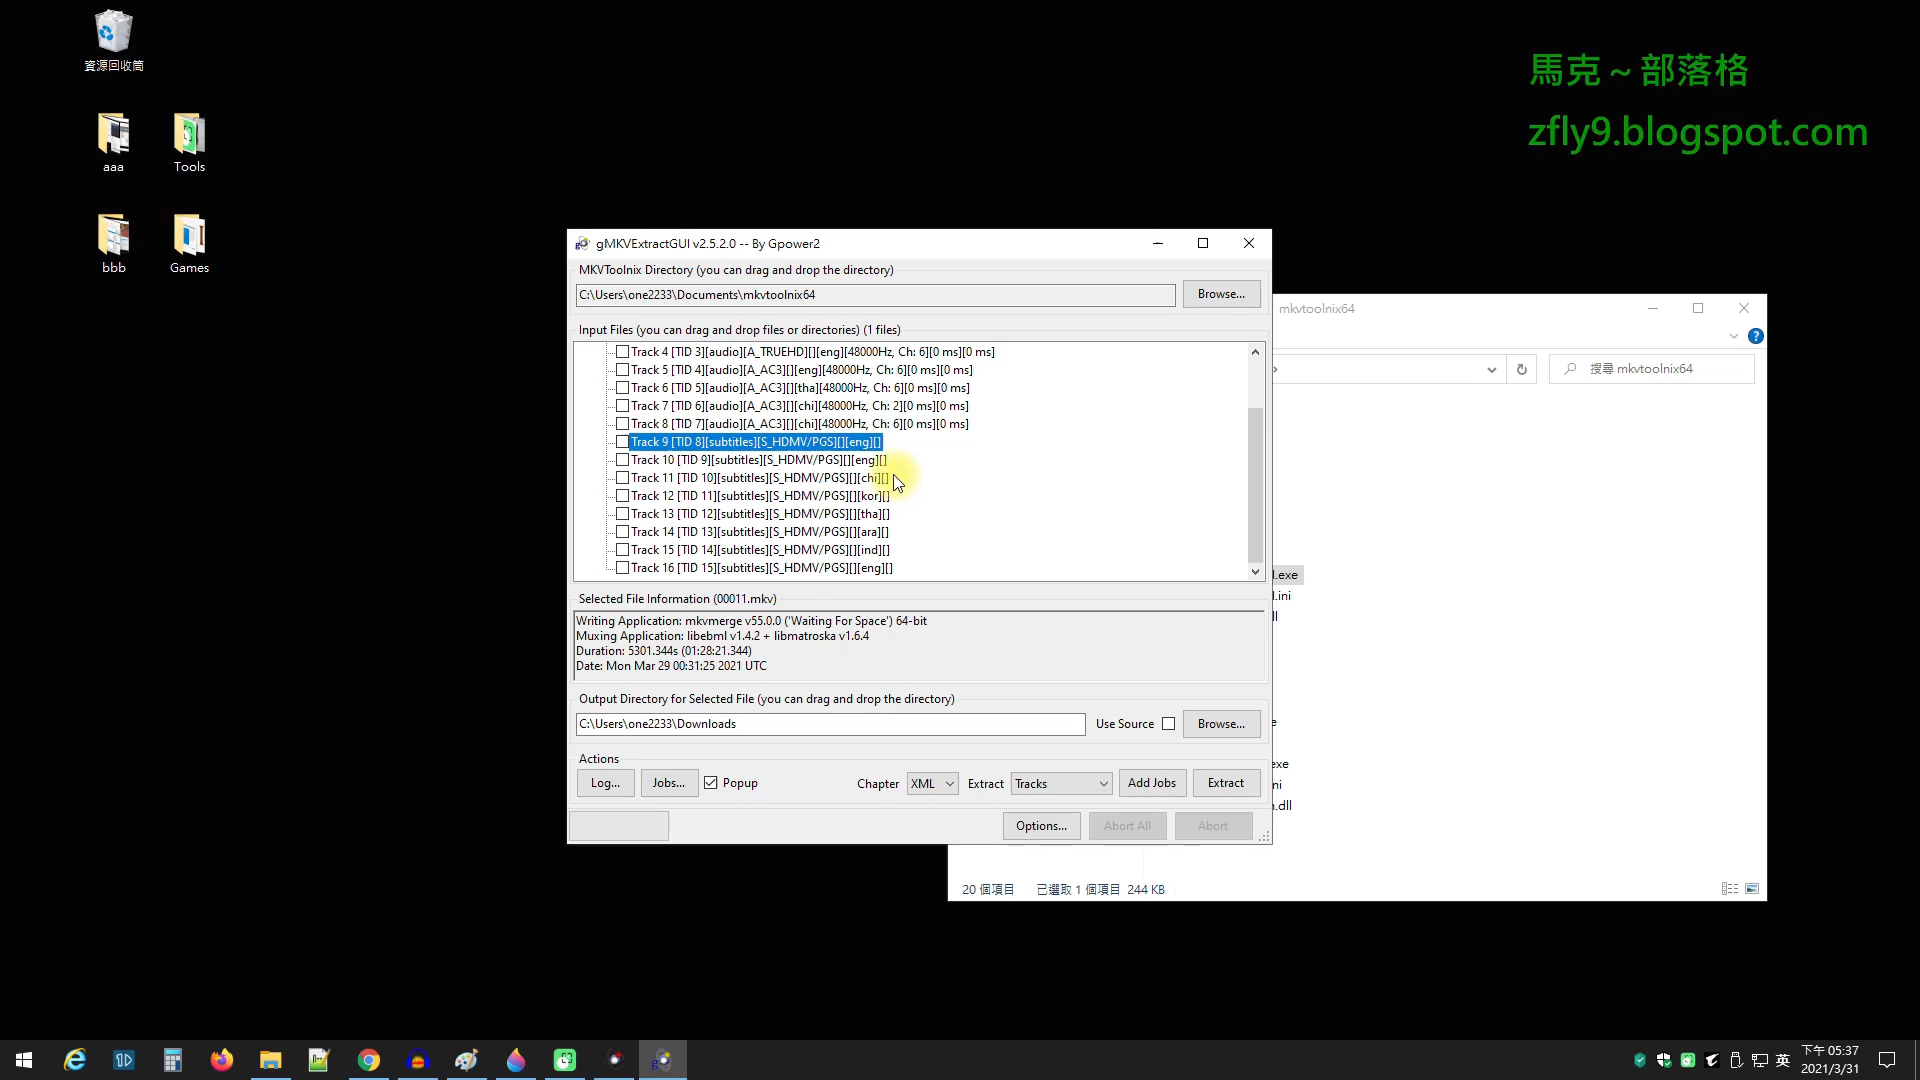 資源回收筒
aaa
Tools
bbb
Games
馬克～部落格
zfly9.blogspot.com
gMKVExtractGUI v2.5.2.0 -- By Gpower2
MKVToolnix Directory (you can drag and drop the directory)
C:\Users\one2233\Documents\mkvtoolnix64
Browse...
Input Files (you can drag and drop files or directories) (1 files)
Track 4 [TID 3][audio][A_TRUEHD][][eng][48000Hz, Ch: 6][0 ms][0 ms]
Track 5 [TID 4][audio][A_AC3][][eng][48000Hz, Ch: 6][0 ms][0 ms]
Track 6 [TID 5][audio][A_AC3][][tha][48000Hz, Ch: 6][0 ms][0 ms]
Track 7 [TID 6][audio][A_AC3][][chi][48000Hz, Ch: 2][0 ms][0 ms]
Track 8 [TID 7][audio][A_AC3][][chi][48000Hz, Ch: 6][0 ms][0 ms]
Track 9 [TID 8][subtitles][S_HDMV/PGS][][eng][]
Track 10 [TID 9][subtitles][S_HDMV/PGS][][eng][]
Track 11 [TID 10][subtitles][S_HDMV/PGS][][chi][]
Track 12 [TID 11][subtitles][S_HDMV/PGS][][kor][]
Track 13 [TID 12][subtitles][S_HDMV/PGS][][tha][]
Track 14 [TID 13][subtitles][S_HDMV/PGS][][ara][]
Track 15 [TID 14][subtitles][S_HDMV/PGS][][ind][]
Track 16 [TID 15][subtitles][S_HDMV/PGS][][eng][]
Selected File Information (00011.mkv)
Writing Application: mkvmerge v55.0.0 ('Waiting For Space') 64-bit
Muxing Application: libebml v1.4.2 + libmatroska v1.6.4
Duration: 5301.344s (01:28:21.344)
Date: Mon Mar 29 00:31:25 2021 UTC
Output Directory for Selected File (you can drag and drop the directory)
C:\Users\one2233\Downloads
Use Source
Browse...
Actions
Log...
Jobs...
Popup
Chapter
XML
Extract
Tracks
Add Jobs
Extract
Options...
Abort All
Abort
mkvtoolnix64
搜尋 mkvtoolnix64
.exe
.ini
.dll
20 個項目
已選取 1 個項目 244 KB
英
下午 05:37
2021/3/31